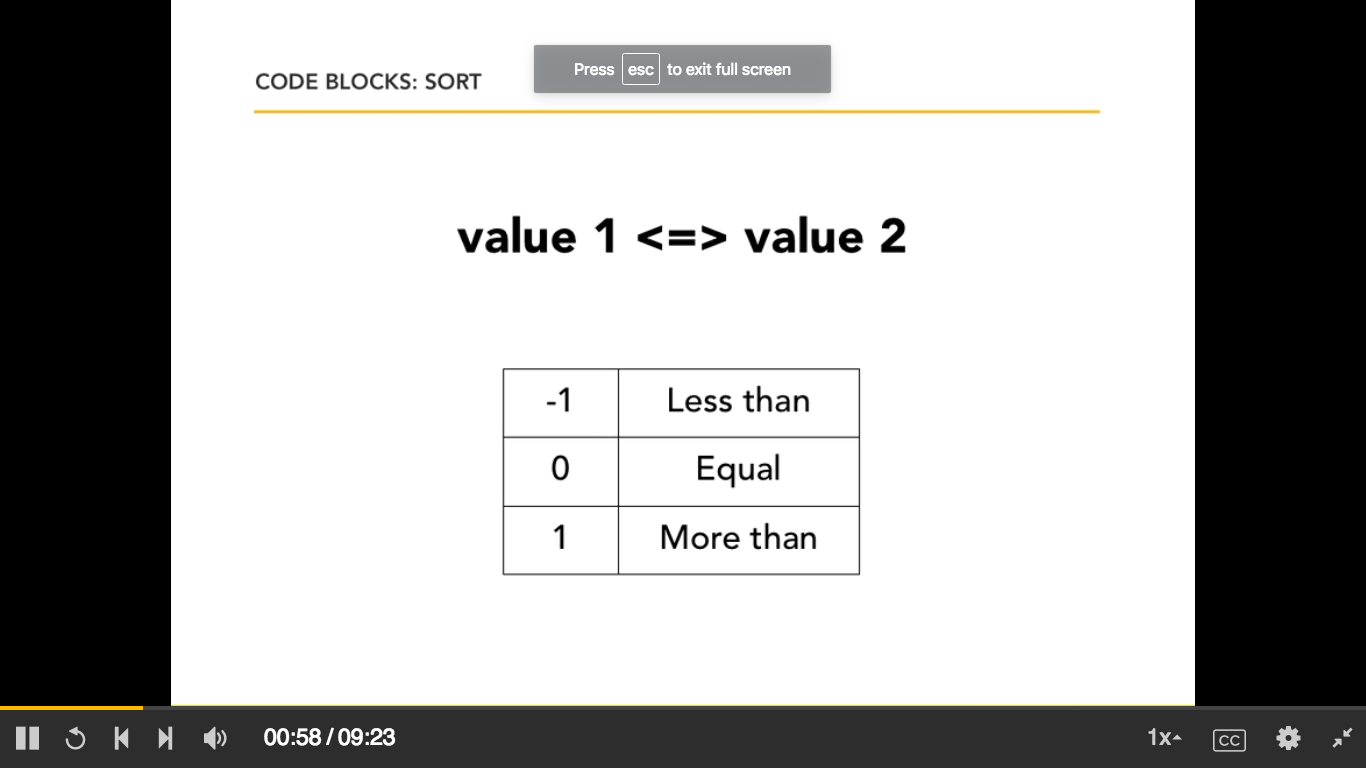 Press esc to exit full screen
CODE BLOCKS: SORT
value 1 <=> value 2
-1 Less than
0 Equal
1 More than
00:58 / 09:23
1x
CC